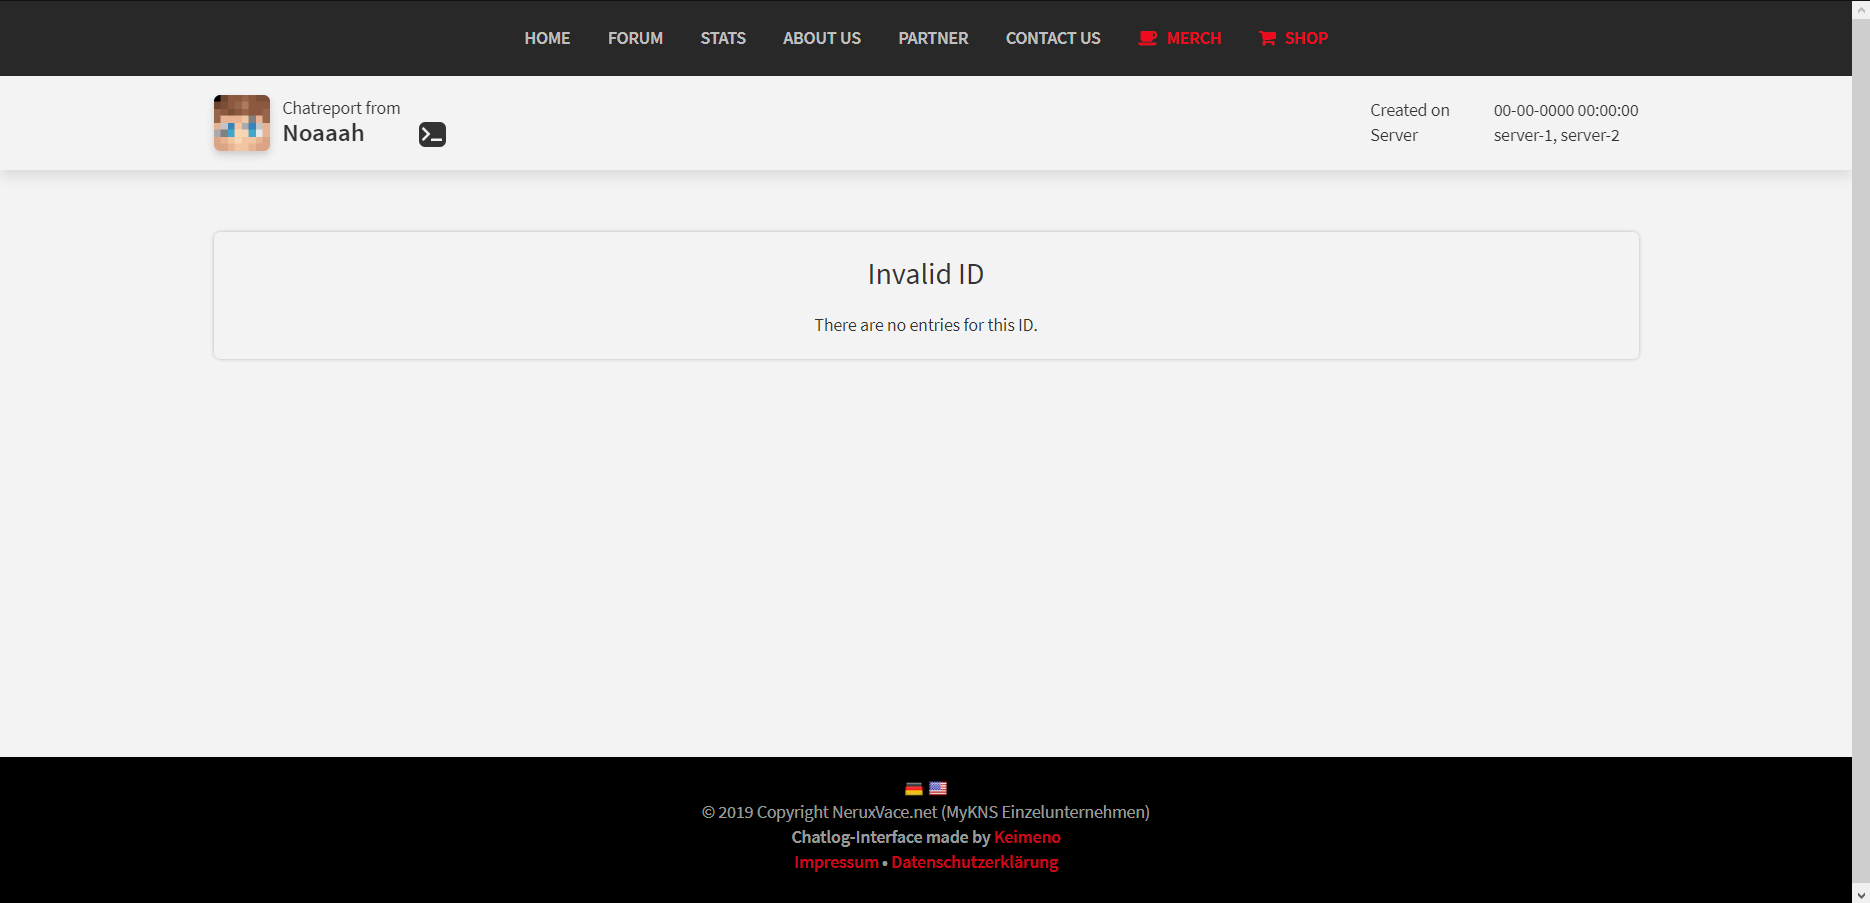 HOME FORUM STATS ABOUT US PARTNER CONTACT US MERCH SHOP
Chatreport from
Noaaah
Created on 00-00-0000 00:00:00
Server server-1, server-2
Invalid ID
There are no entries for this ID.
© 2019 Copyright NeruxVace.net (MyKNS Einzelunternehmen)
Chatlog-Interface made by Keimeno
Impressum • Datenschutzerklärung